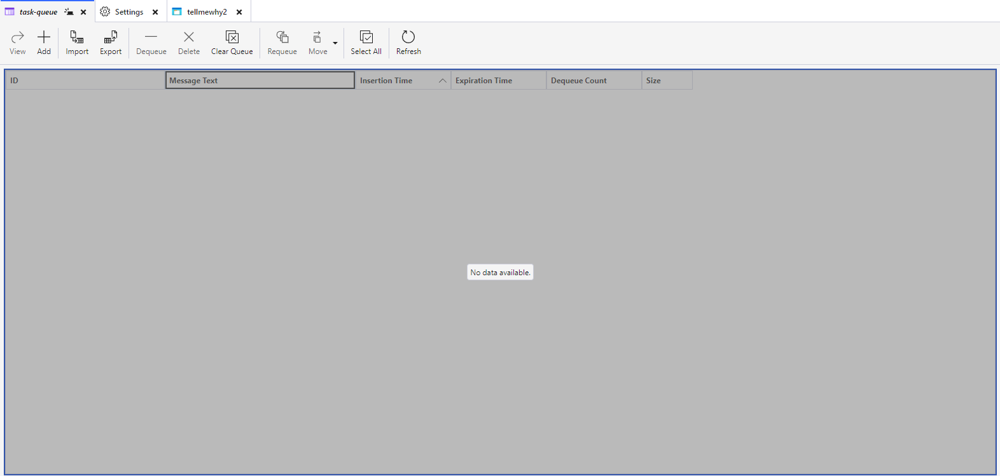 task-queue
Settings
tellmewhy2
View
Add
Import
Export
Dequeue
Delete
Clear Queue
Requeue
Move
Select All
Refresh
ID
Message Text
Insertion Time
Expiration Time
Dequeue Count
Size
No data available.